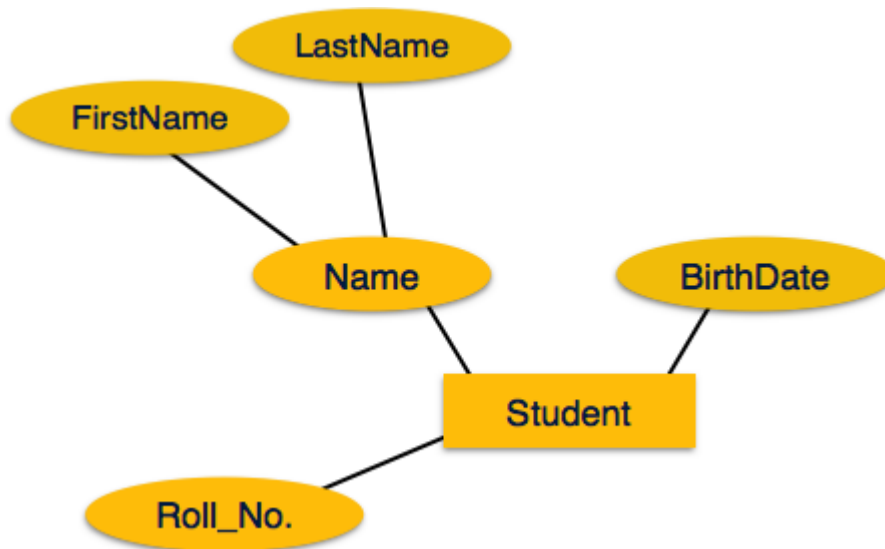 LastName
FirstName
Name
BirthDate
Student
Roll_No.